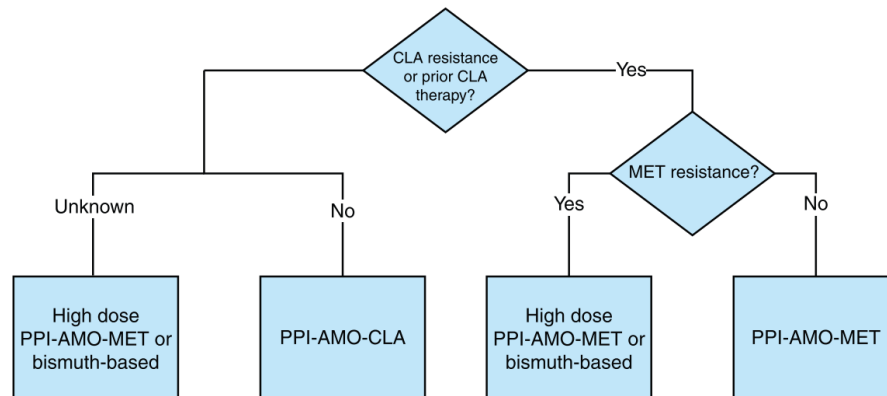 CLA resistance
or prior CLA
therapy?
Yes
MET resistance?
Unknown
No
Yes
No
High dose
PPI-AMO-MET or
bismuth-based
PPI-AMO-CLA
High dose
PPI-AMO-MET or
bismuth-based
PPI-AMO-MET